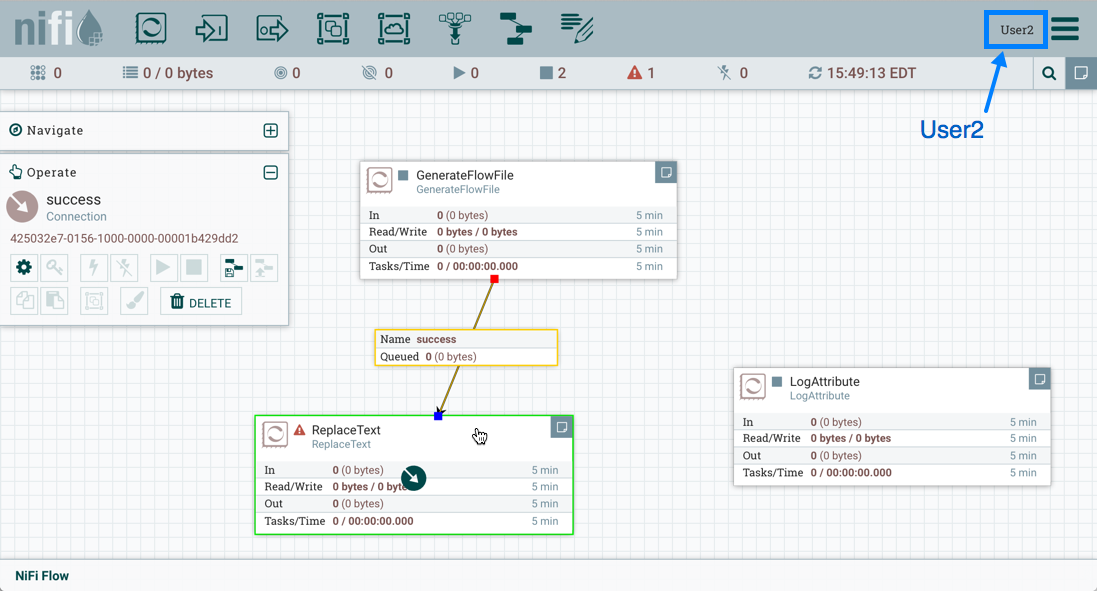 nifi
User2
0
0 / 0 bytes
0
0
0
2
1
0
15:49:13 EDT
User2
Navigate
Operate
success
Connection
425032e7-0156-1000-0000-00001b429dd2
DELETE
GenerateFlowFile
GenerateFlowFile
In 0 (0 bytes) 5 min
Read/Write 0 bytes / 0 bytes 5 min
Out 0 (0 bytes) 5 min
Tasks/Time 0 / 00:00:00.000 5 min
Name success
Queued 0 (0 bytes)
ReplaceText
ReplaceText
In 0 (0 bytes) 5 min
Read/Write 0 bytes / 0 byte 5 min
Out 0 (0 bytes) 5 min
Tasks/Time 0 / 00:00:00.000 5 min
LogAttribute
LogAttribute
In 0 (0 bytes) 5 min
Read/Write 0 bytes / 0 bytes 5 min
Out 0 (0 bytes) 5 min
Tasks/Time 0 / 00:00:00.000 5 min
NiFi Flow